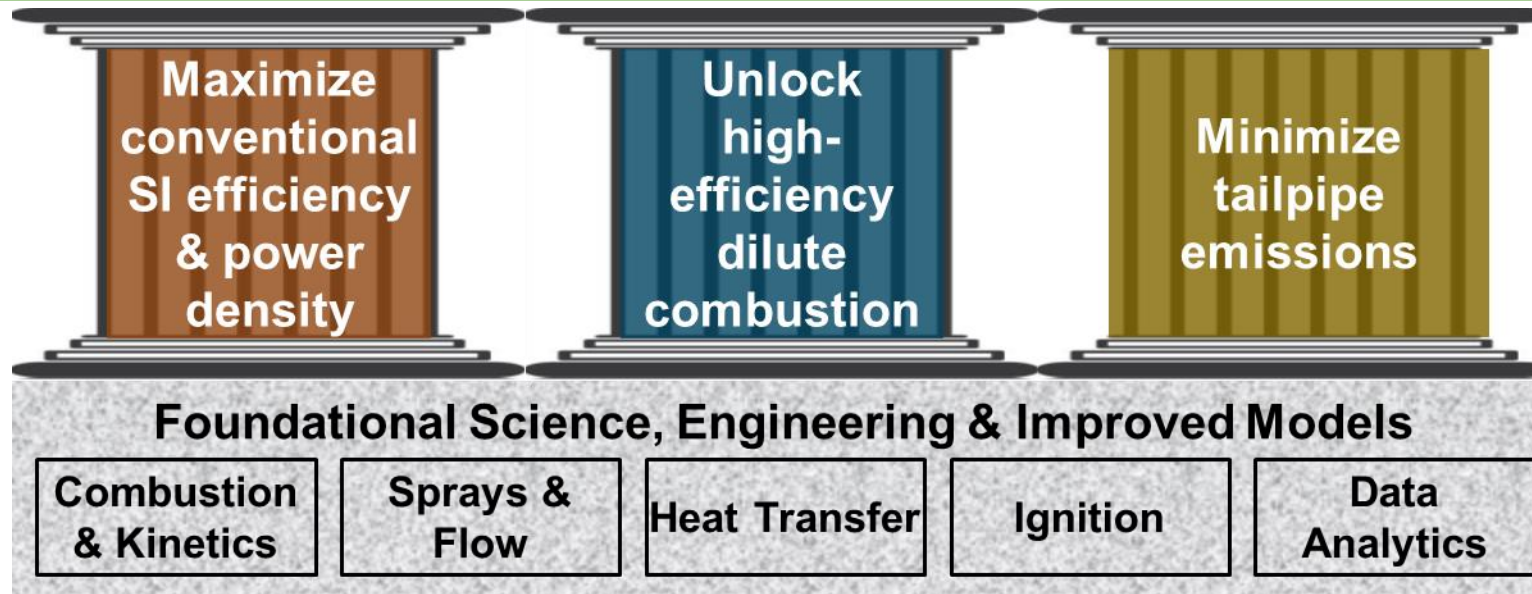 Maximize
conventional
SI efficiency
& power
density
Unlock
high-
efficiency
dilute
combustion
Minimize
tailpipe
emissions
Foundational Science, Engineering & Improved Models
Combustion
& Kinetics
Sprays &
Flow
Heat Transfer
Ignition
Data
Analytics